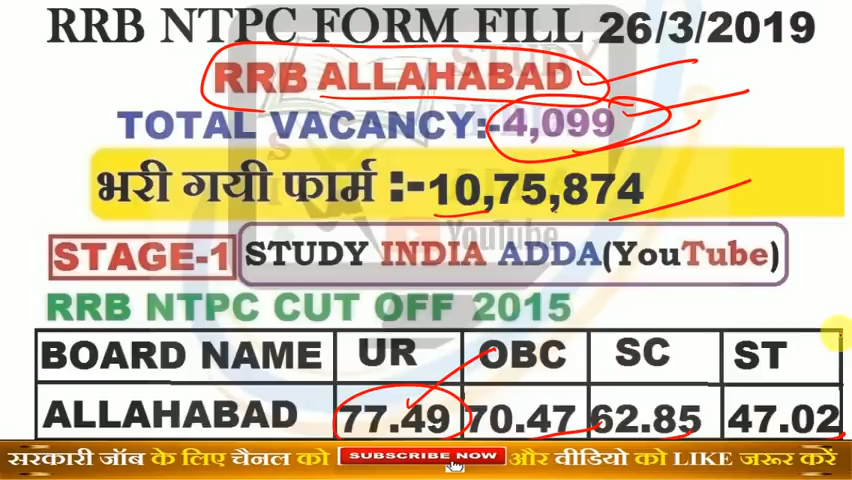 RRB NTPC FORM FILL 26/3/2019
RRB ALLAHABAD
TOTAL VACANCY:-4,099
भरी गयी फार्म :-10,75,874
STAGE-1 STUDY INDIA ADDA(YouTube)
RRB NTPC CUT OFF 2015
BOARD NAME UR OBC SC ST
ALLAHABAD 77.49 70.47 62.85 47.02
सरकारी जॉब के लिए चैनल को SUBSCRIBE NOW और वीडियो को LIKE जरूर करें